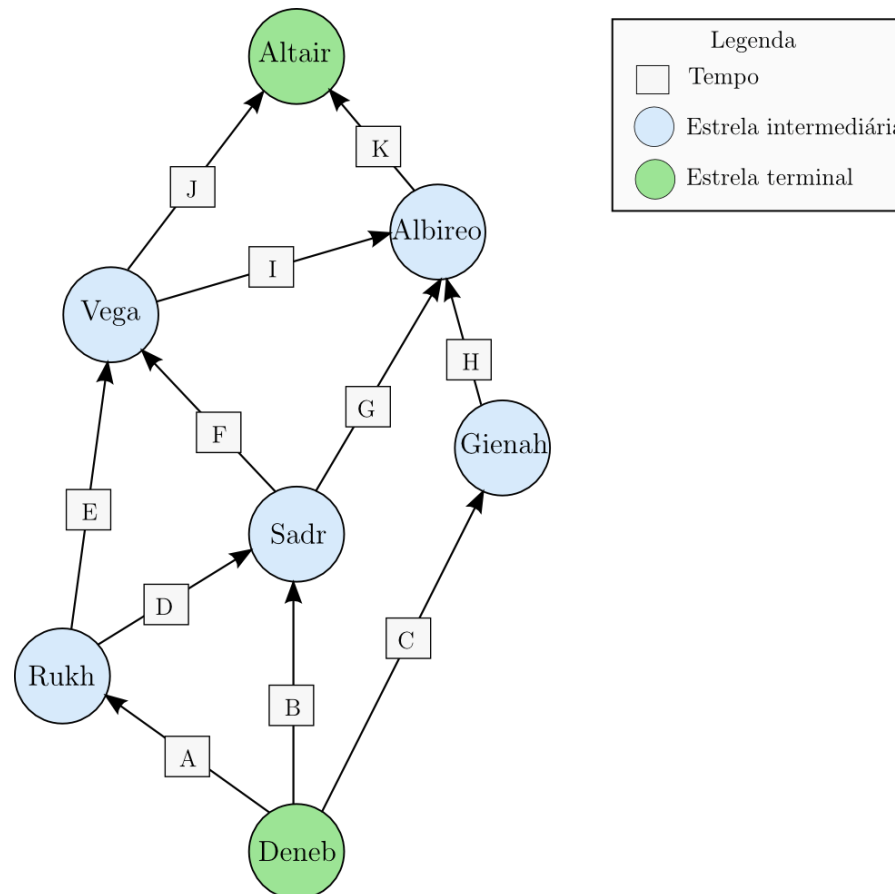 Altair
Legenda
Tempo
Estrela intermediária
Estrela terminal
K
J
Albireo
I
Vega
H
G
F
Gienah
E
Sadr
D
C
Rukh
B
A
Deneb